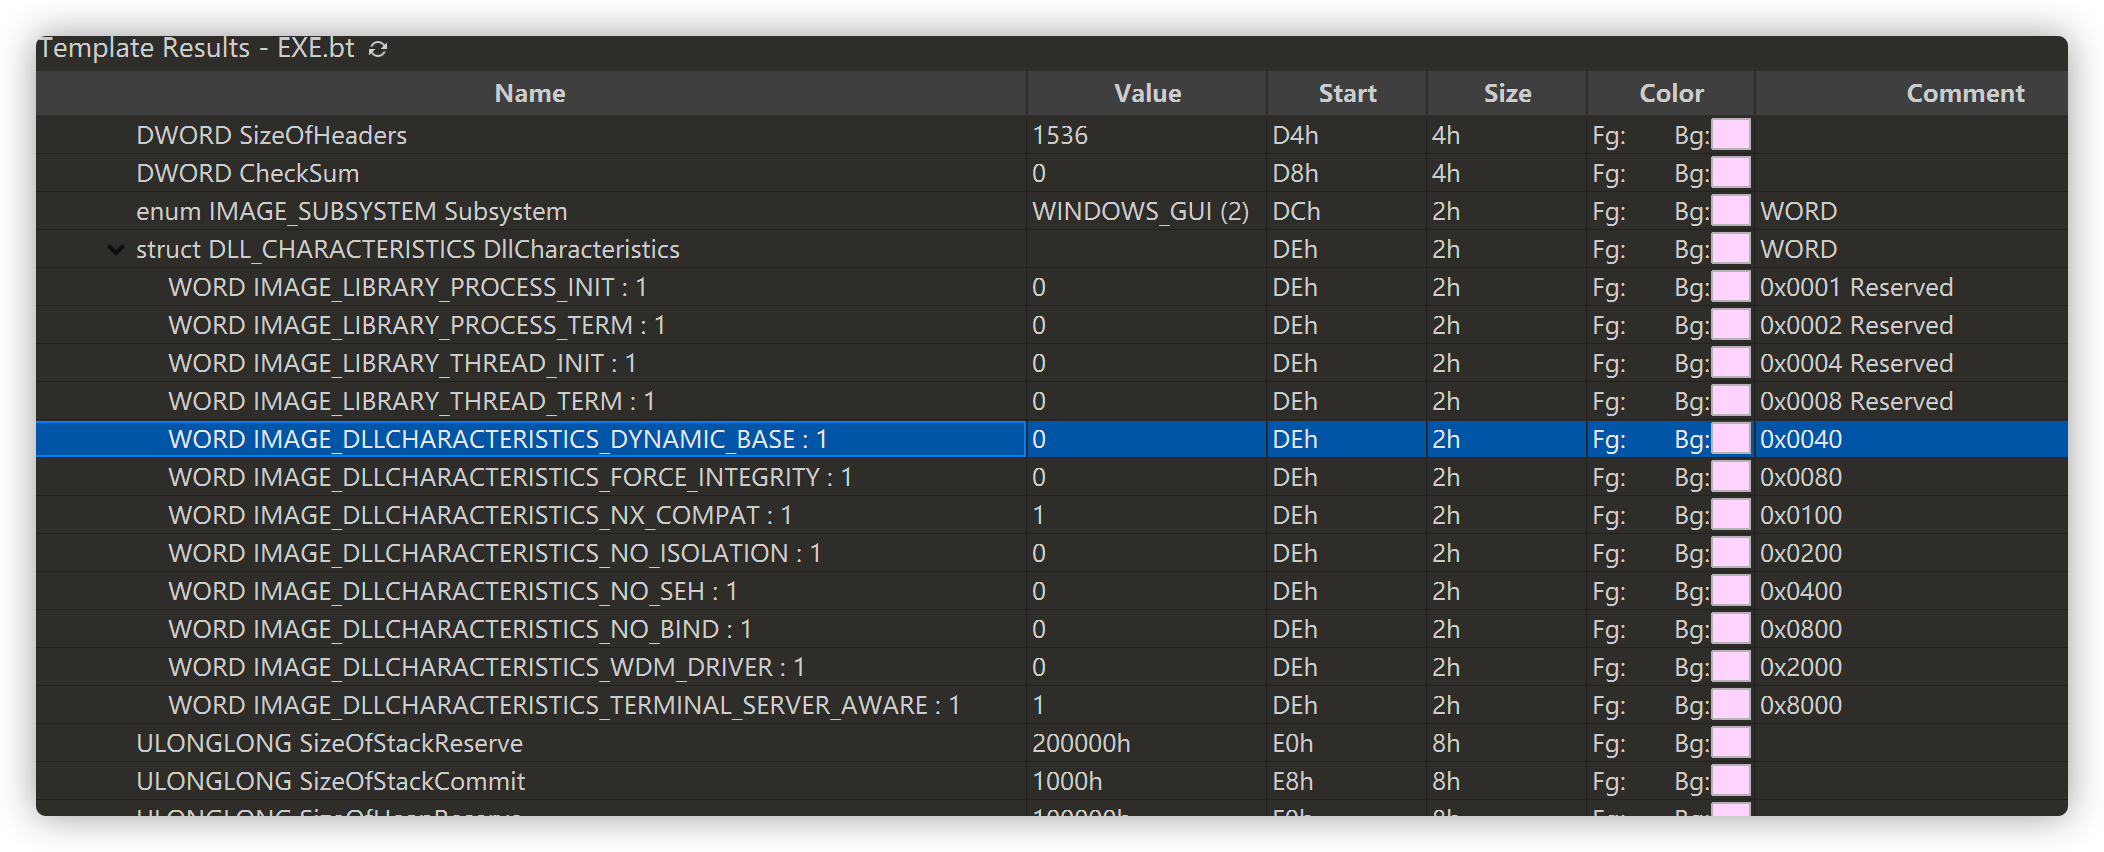 Template Results - EXE.bt
Name Value Start Size Color Comment
DWORD SizeOfHeaders 1536 D4h 4h Fg: Bg:
DWORD CheckSum 0 D8h 4h Fg: Bg:
enum IMAGE_SUBSYSTEM Subsystem WINDOWS_GUI (2) DCh 2h Fg: Bg: WORD
struct DLL_CHARACTERISTICS DllCharacteristics DEh 2h Fg: Bg: WORD
WORD IMAGE_LIBRARY_PROCESS_INIT : 1 0 DEh 2h Fg: Bg: 0x0001 Reserved
WORD IMAGE_LIBRARY_PROCESS_TERM : 1 0 DEh 2h Fg: Bg: 0x0002 Reserved
WORD IMAGE_LIBRARY_THREAD_INIT : 1 0 DEh 2h Fg: Bg: 0x0004 Reserved
WORD IMAGE_LIBRARY_THREAD_TERM : 1 0 DEh 2h Fg: Bg: 0x0008 Reserved
WORD IMAGE_DLLCHARACTERISTICS_DYNAMIC_BASE : 1 0 DEh 2h Fg: Bg: 0x0040
WORD IMAGE_DLLCHARACTERISTICS_FORCE_INTEGRITY : 1 0 DEh 2h Fg: Bg: 0x0080
WORD IMAGE_DLLCHARACTERISTICS_NX_COMPAT : 1 1 DEh 2h Fg: Bg: 0x0100
WORD IMAGE_DLLCHARACTERISTICS_NO_ISOLATION : 1 0 DEh 2h Fg: Bg: 0x0200
WORD IMAGE_DLLCHARACTERISTICS_NO_SEH : 1 0 DEh 2h Fg: Bg: 0x0400
WORD IMAGE_DLLCHARACTERISTICS_NO_BIND : 1 0 DEh 2h Fg: Bg: 0x0800
WORD IMAGE_DLLCHARACTERISTICS_WDM_DRIVER : 1 0 DEh 2h Fg: Bg: 0x2000
WORD IMAGE_DLLCHARACTERISTICS_TERMINAL_SERVER_AWARE : 1 1 DEh 2h Fg: Bg: 0x8000
ULONGLONG SizeOfStackReserve 200000h E0h 8h Fg: Bg:
ULONGLONG SizeOfStackCommit 1000h E8h 8h Fg: Bg:
ULONGLONG SizeOfHeapReserve 100000h F0h 8h Fg: Bg: